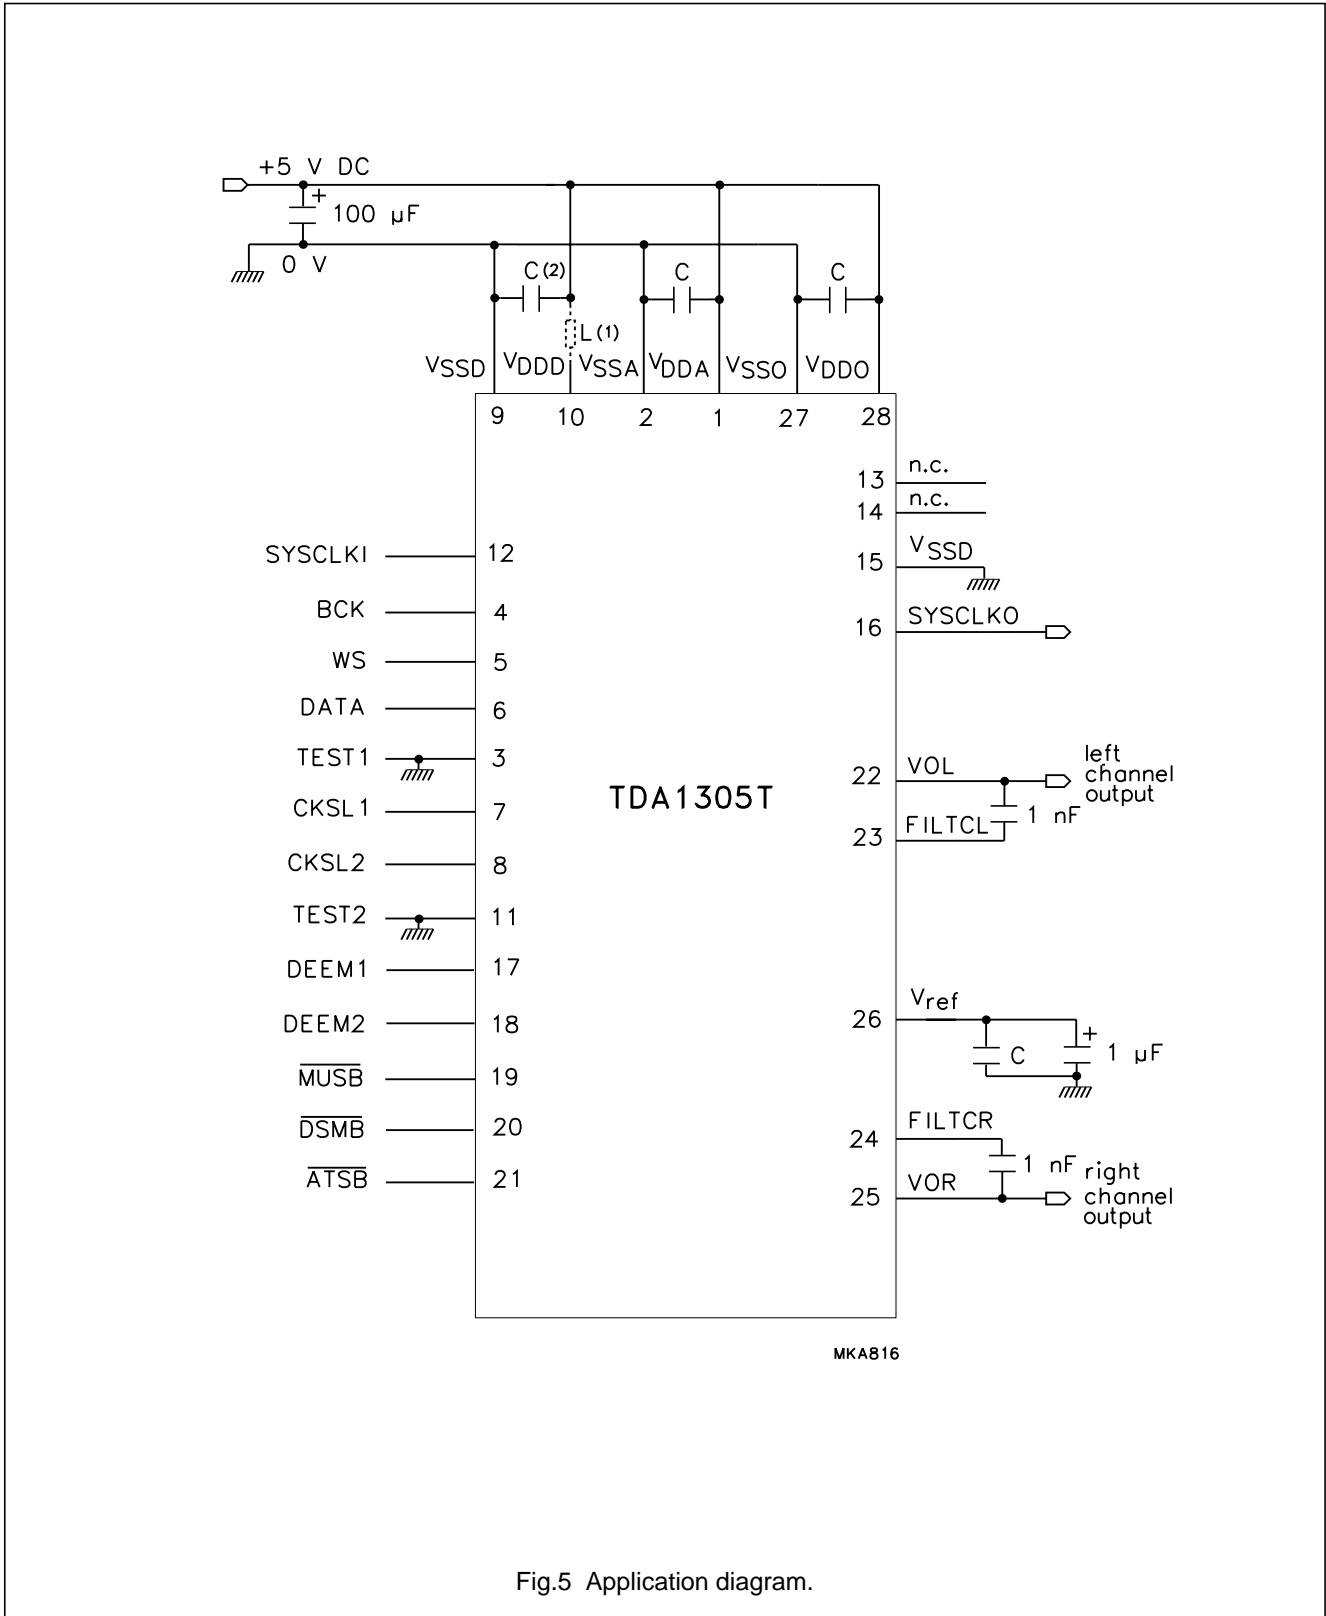 +5 V DC
+
100 µF
0 V
C(2)
C
C
L(1)
VSSD
VDDD
VSSA
VDDA
VSSO
VDDO
9
10
2
1
27
28
13
n.c.
14
n.c.
15
VSSD
16
SYSCLKO
SYSCLKI
12
BCK
4
WS
5
DATA
6
TEST1
3
CKSL1
7
CKSL2
8
TEST2
11
DEEM1
17
DEEM2
18
MUSB
19
DSMB
20
ATSB
21
TDA1305T
22
VOL
left
channel
output
1 nF
23
FILTCL
26
Vref
C
+
1 µF
24
FILTCR
1 nF
25
VOR
right
channel
output
MKA816
Fig.5 Application diagram.